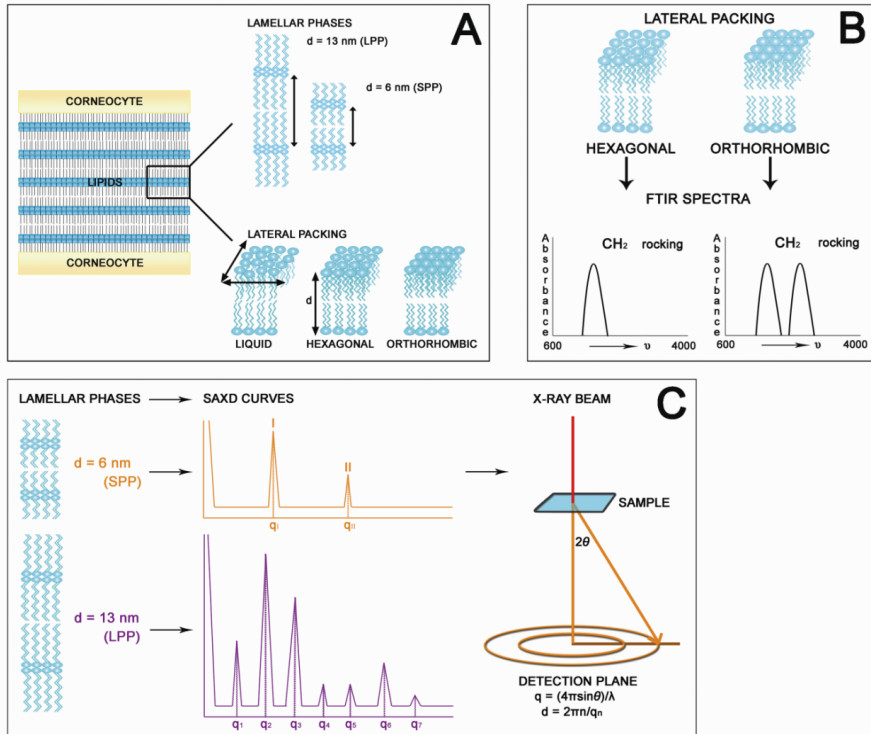 A
LAMELLAR PHASES
d = 13 nm (LPP)
d = 6 nm (SPP)
CORNEOCYTE
LIPIDS
CORNEOCYTE
LATERAL PACKING
d
LIQUID
HEXAGONAL
ORTHORHOMBIC
B
LATERAL PACKING
HEXAGONAL
ORTHORHOMBIC
FTIR SPECTRA
Absorbance
CH₂ rocking
600
υ
4000
Absorbance
CH₂ rocking
600
υ
4000
C
LAMELLAR PHASES
SAXD CURVES
X-RAY BEAM
d = 6 nm
(SPP)
I
II
qI
qII
SAMPLE
2θ
d = 13 nm
(LPP)
q₁
q₂
q₃
q₄
q₅
q₆
q₇
DETECTION PLANE
q = (4πsinθ)/λ
d = 2πn/qₙ